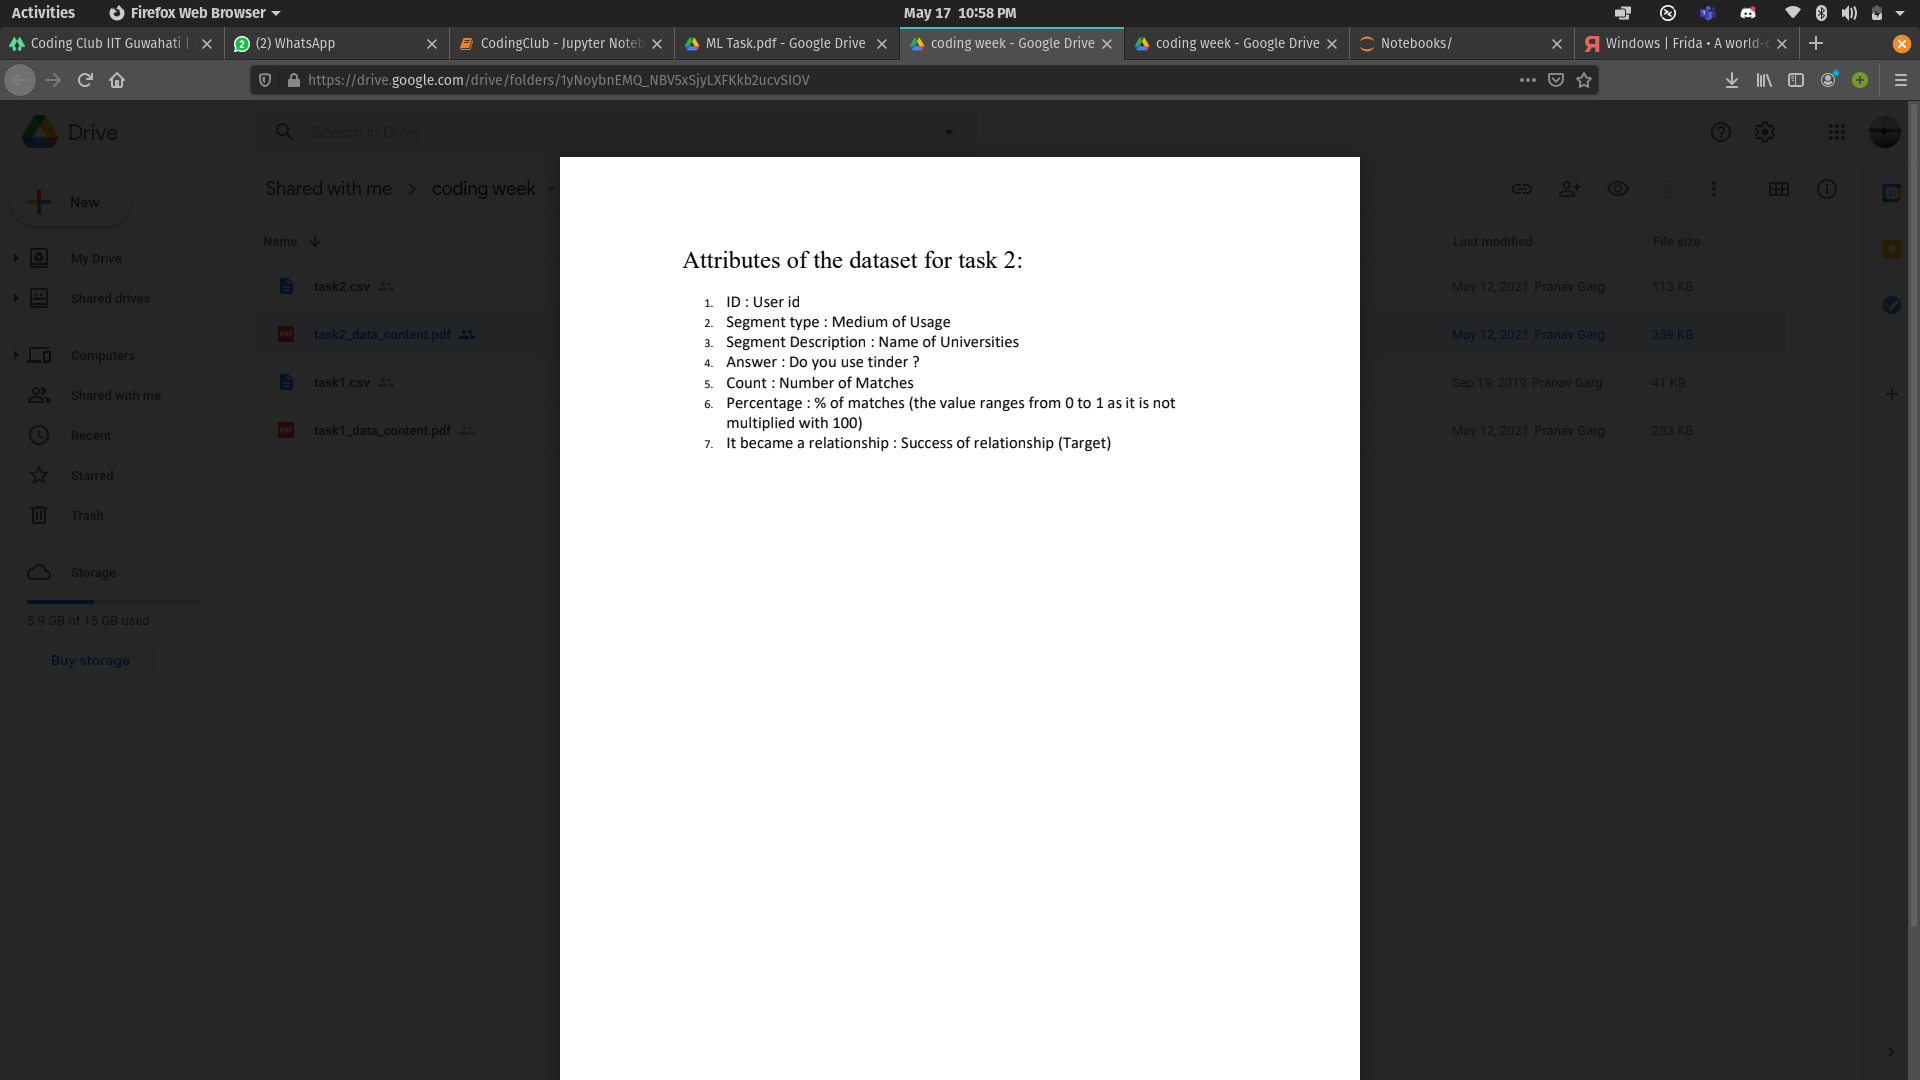 Activities
Firefox Web Browser
May 17 10:58 PM
Coding Club IIT Guwahati |
(2) WhatsApp
CodingClub - Jupyter Noteb
ML Task.pdf - Google Drive
coding week - Google Drive
coding week - Google Drive
Notebooks/
Windows | Frida • A world-c
https://drive.google.com/drive/folders/1yNoybnEMQ_NBV5xSjyLXFKkb2ucvSIOV
Drive
Search in Drive
New
My Drive
Shared drives
Computers
Shared with me
Recent
Starred
Trash
Storage
5.9 GB of 15 GB used
Buy storage
Shared with me > coding week
Name
Last modified
File size
task2.csv
May 12, 2021 Pranav Garg
113 KB
task2_data_content.pdf
May 12, 2021 Pranav Garg
359 KB
task1.csv
Sep 19, 2019 Pranav Garg
41 KB
task1_data_content.pdf
May 12, 2021 Pranav Garg
283 KB
Attributes of the dataset for task 2:
1. ID : User id
2. Segment type : Medium of Usage
3. Segment Description : Name of Universities
4. Answer : Do you use tinder ?
5. Count : Number of Matches
6. Percentage : % of matches (the value ranges from 0 to 1 as it is not
multiplied with 100)
7. It became a relationship : Success of relationship (Target)